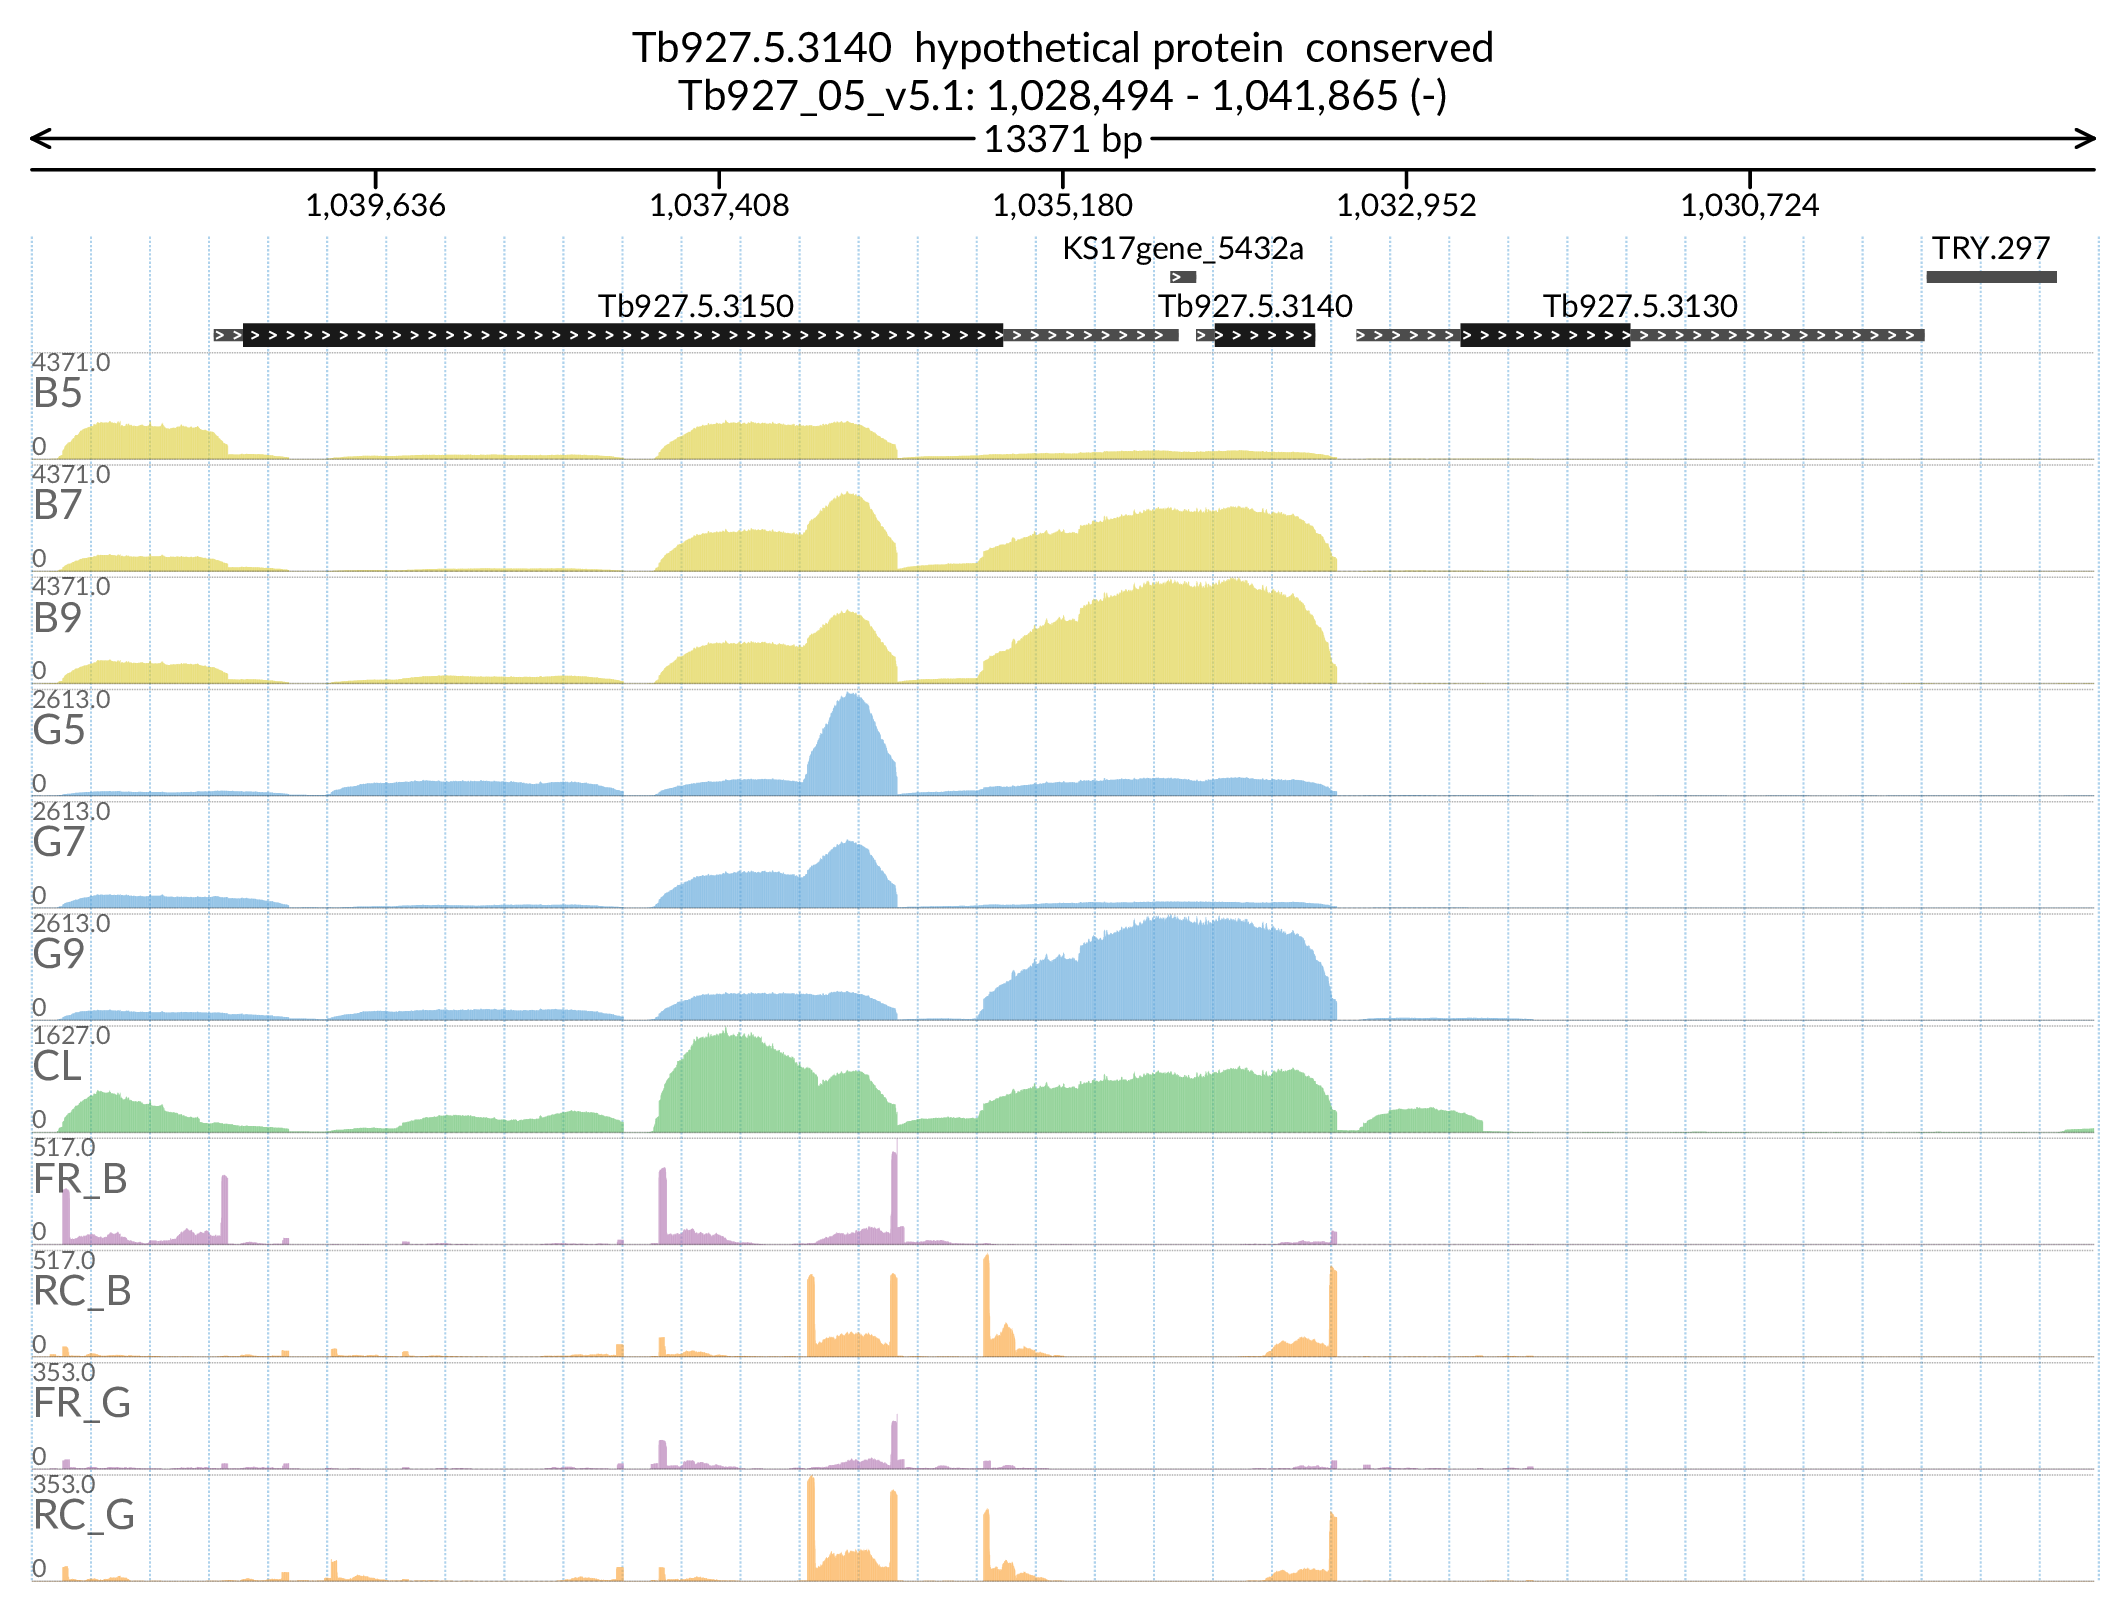 Tb927.5.3140  hypothetical protein  conserved
Tb927_05_v5.1: 1,028,494 - 1,041,865 (-)
13371 bp
1,039,636 1,037,408 1,035,180 1,032,952 1,030,724
KS17gene_5432a TRY.297
Tb927.5.3150 Tb927.5.3140 Tb927.5.3130
4371.0
B5
0
4371.0
B7
0
4371.0
B9
0
2613.0
G5
0
2613.0
G7
0
2613.0
G9
0
1627.0
CL
0
517.0
FR_B
0
517.0
RC_B
0
353.0
FR_G
0
353.0
RC_G
0